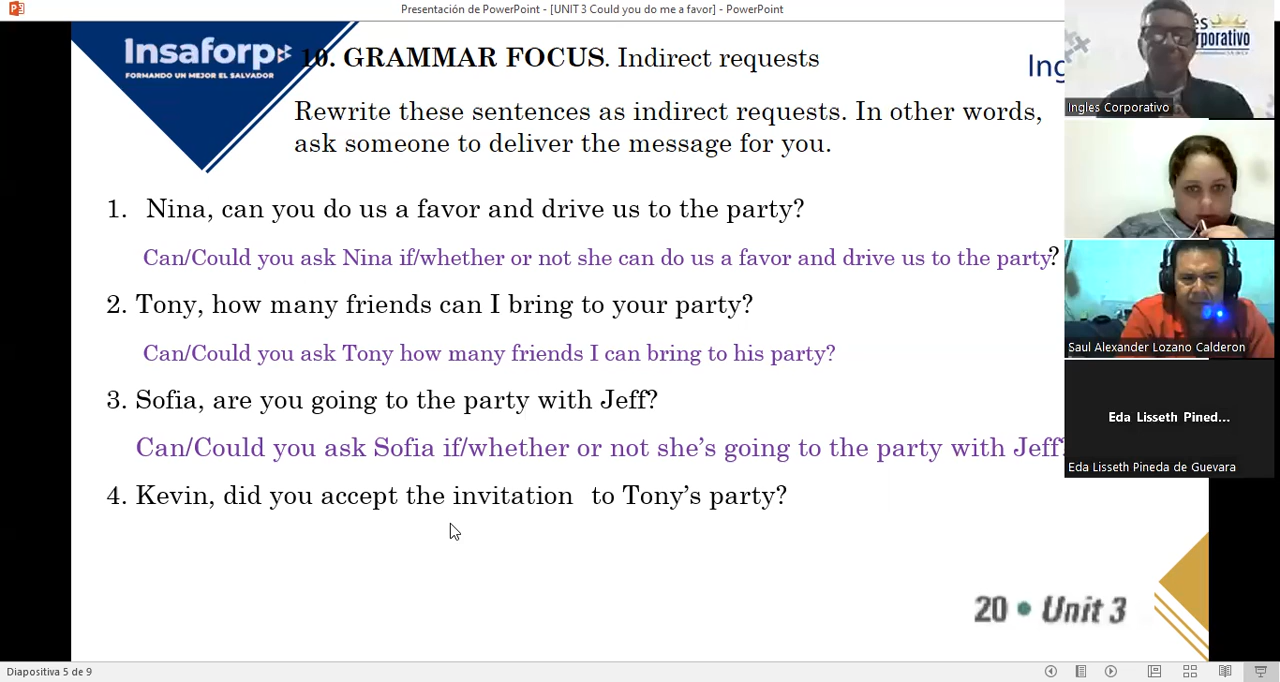 Presentación de PowerPoint - [UNIT 3 Could you do me a favor] - PowerPoint
Insaforp
FORMANDO UN MEJOR EL SALVADOR
10. GRAMMAR FOCUS. Indirect requests
Ing
és
rporativo
Ingles Corporativo
Rewrite these sentences as indirect requests. In other words,
ask someone to deliver the message for you.
1. Nina, can you do us a favor and drive us to the party?
Can/Could you ask Nina if/whether or not she can do us a favor and drive us to the party?
2. Tony, how many friends can I bring to your party?
Can/Could you ask Tony how many friends I can bring to his party?
Saul Alexander Lozano Calderon
3. Sofia, are you going to the party with Jeff?
Eda Lisseth Pined...
Can/Could you ask Sofia if/whether or not she's going to the party with Jeff?
Eda Lisseth Pineda de Guevara
4. Kevin, did you accept the invitation to Tony's party?
20 • Unit 3
Diapositiva 5 de 9